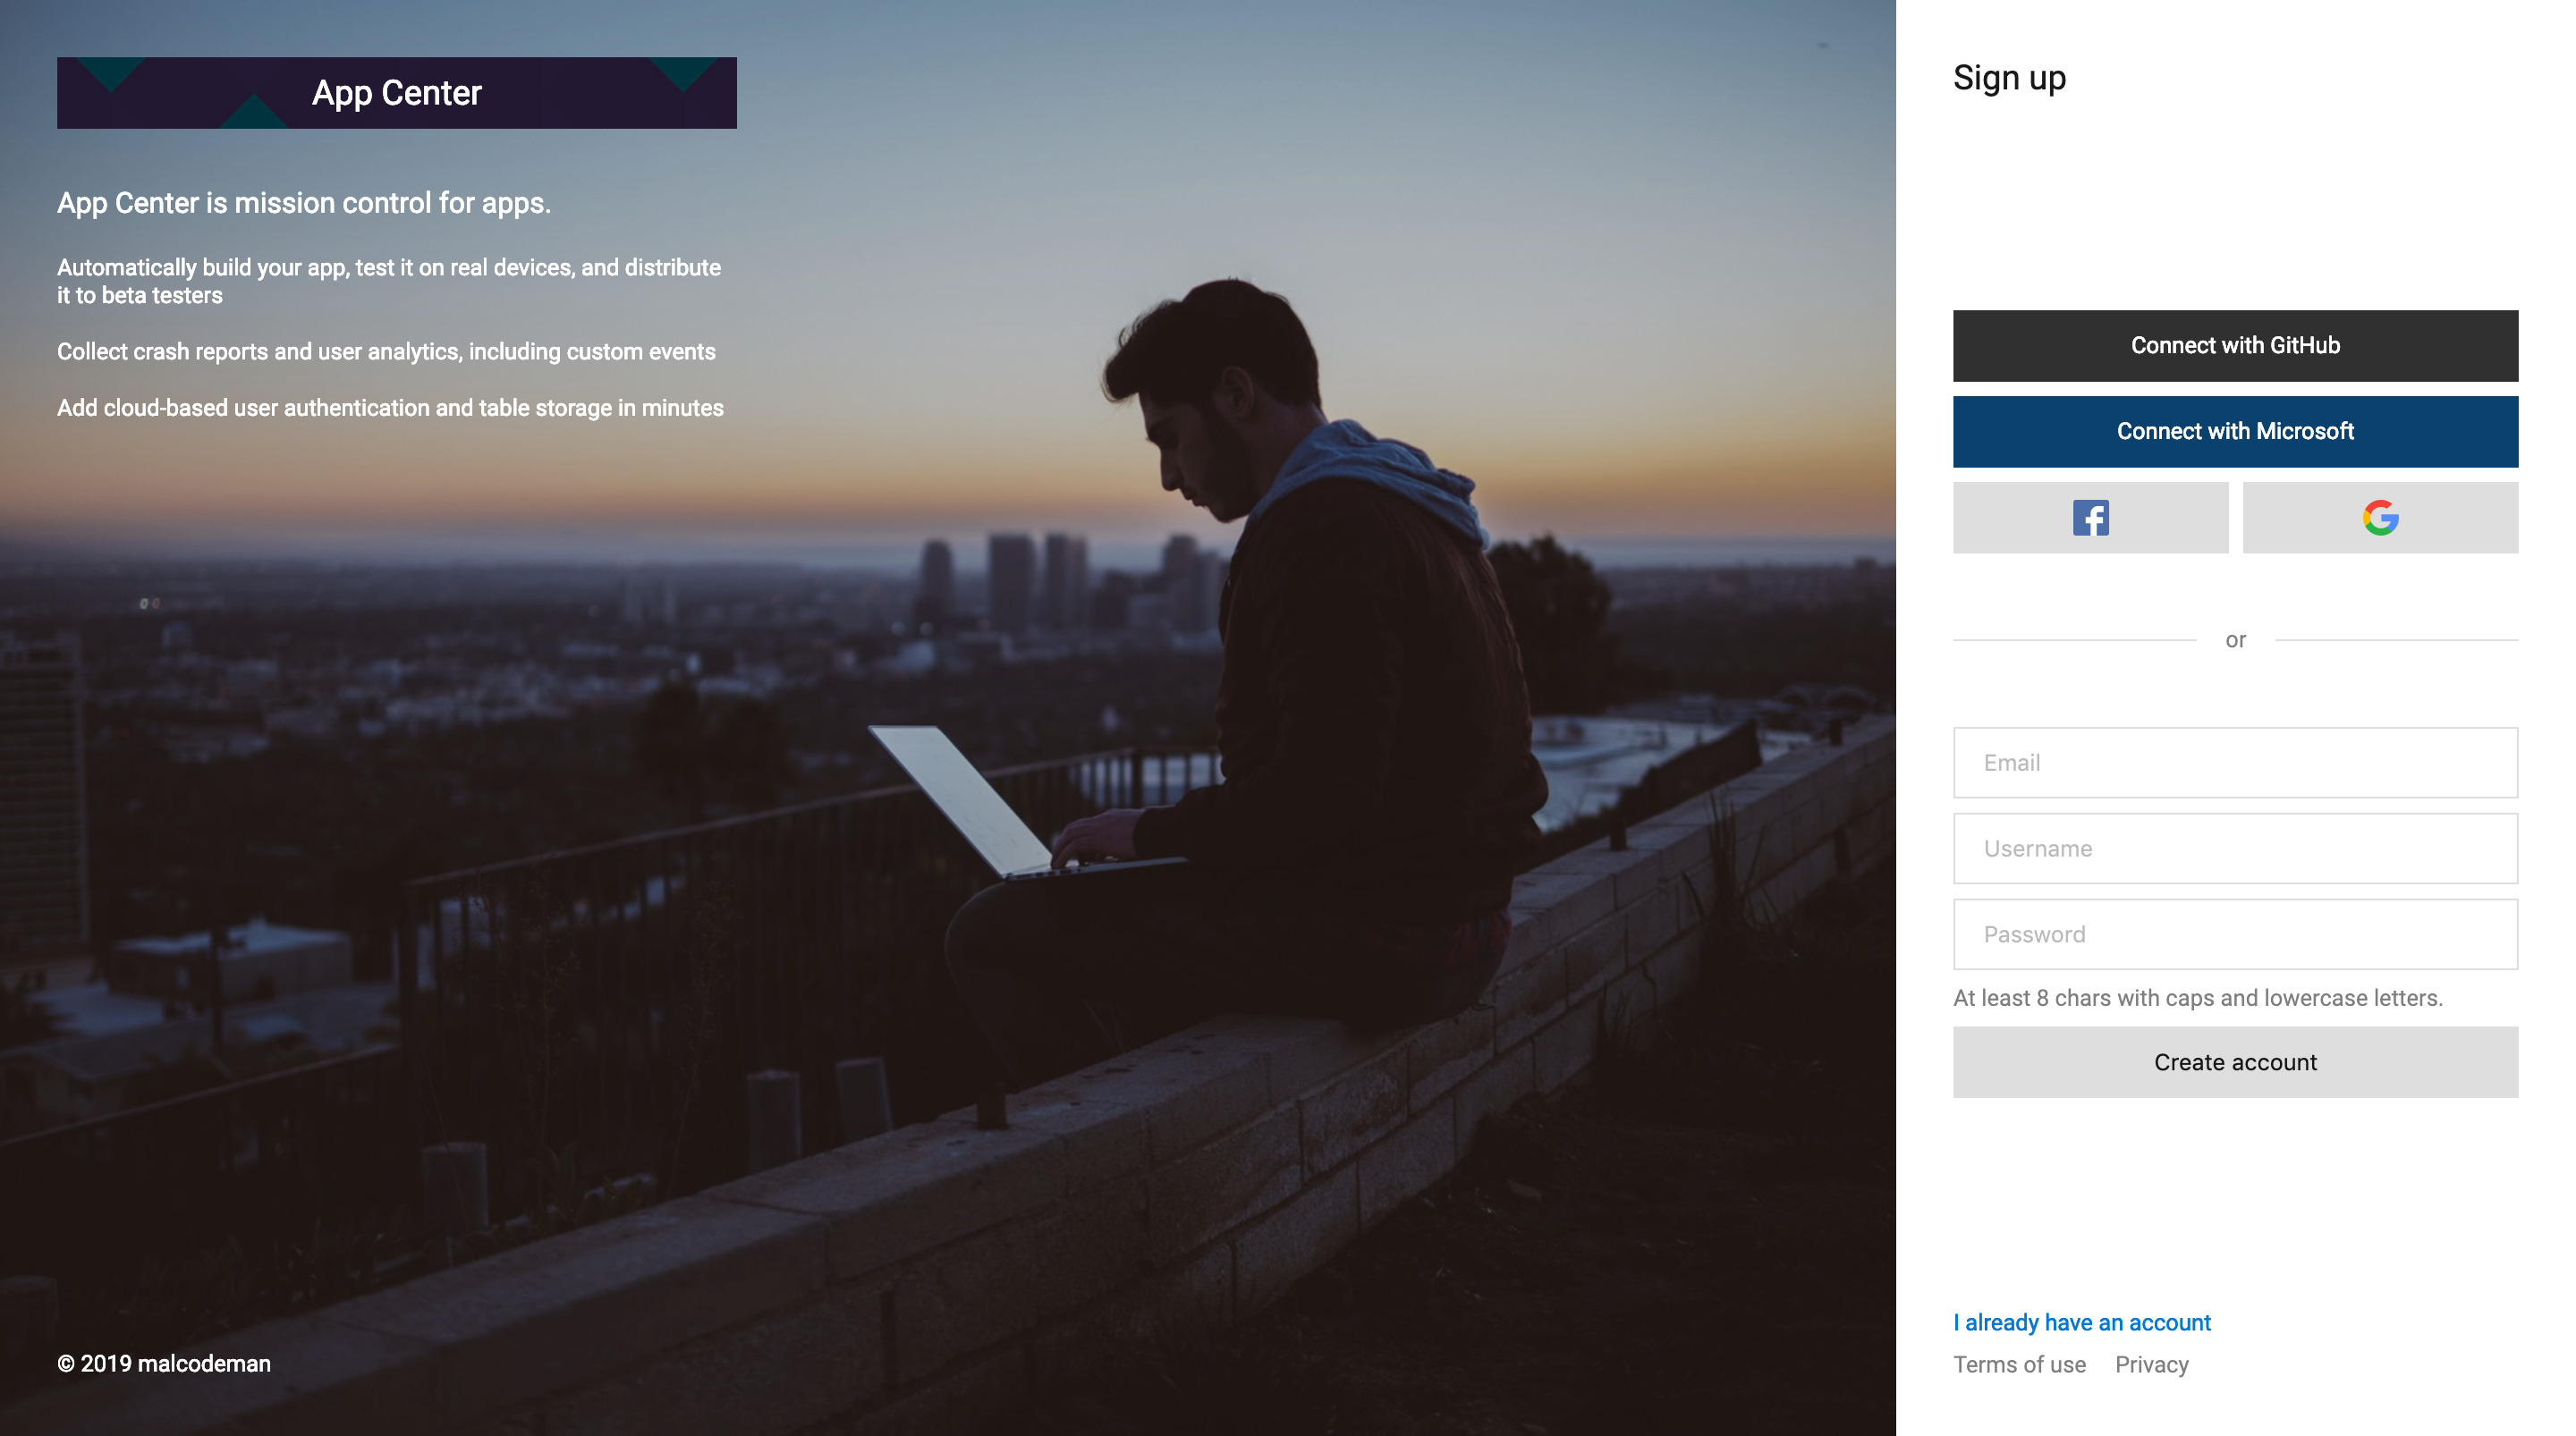 App Center
App Center is mission control for apps.
Automatically build your app, test it on real devices, and distribute
it to beta testers
Collect crash reports and user analytics, including custom events
Add cloud-based user authentication and table storage in minutes
© 2019 malcodeman
Sign up
Connect with GitHub
Connect with Microsoft
or
Email
Username
Password
At least 8 chars with caps and lowercase letters.
Create account
I already have an account
Terms of use Privacy